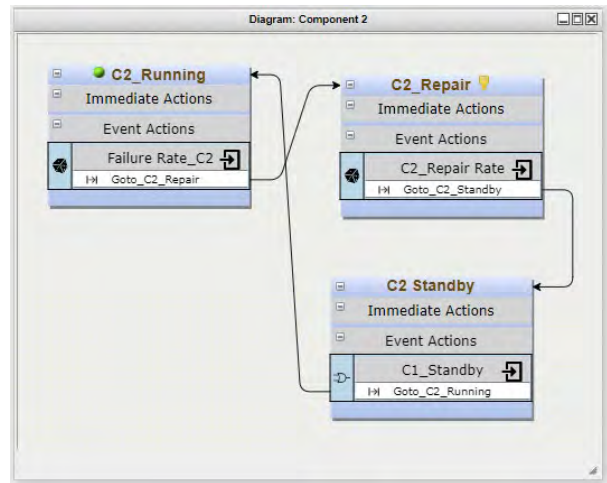 Diagram: Component 2
C2_Running
Immediate Actions
Event Actions
Failure Rate_C2
Goto_C2_Repair
C2_Repair
Immediate Actions
Event Actions
C2_Repair Rate
Goto_C2_Standby
C2 Standby
Immediate Actions
Event Actions
C1_Standby
Goto_C2_Running